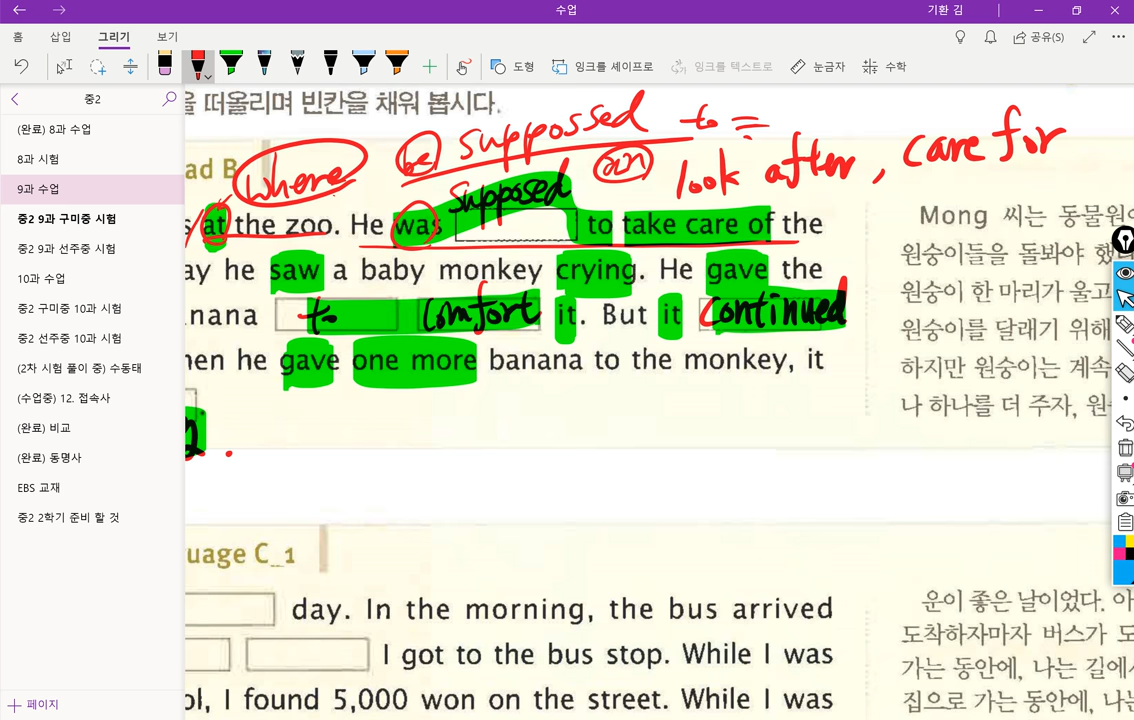 수업
기환 김
홈 삽입 그리기 보기
공유(S)
도형 잉크를 셰이프로 잉크를 텍스트로 눈금자 수학
중2
(완료) 8과 수업
8과 시험
9과 수업
중2 9과 구미중 시험
중2 9과 선주중 시험
10과 수업
중2 구미중 10과 시험
중2 선주중 10과 시험
(2차 시험 풀이 중) 수동태
(수업중) 12. 접속사
(완료) 비교
(완료) 동명사
EBS 교재
중2 2학기 준비 할 것
페이지
을 떠올리며 빈칸을 채워 봅시다.
be suppossed to =
look after, care for
ad B
where
supposed
s at the zoo. He was to take care of the
ay he saw a baby monkey crying. He gave the
nana to comfort it. But it continued
hen he gave one more banana to the monkey, it
Mong 씨는 동물원
원숭이들을 돌봐야 했
원숭이 한 마리가 울고
원숭이를 달래기 위해
하지만 원숭이는 계속
나 하나를 더 주자, 원
uage C_1
day. In the morning, the bus arrived
I got to the bus stop. While I was
ol, I found 5,000 won on the street. While I was
운이 좋은 날이었다. 아
도착하자마자 버스가 도
가는 동안에, 나는 길에서
집으로 가는 동안에, 나는